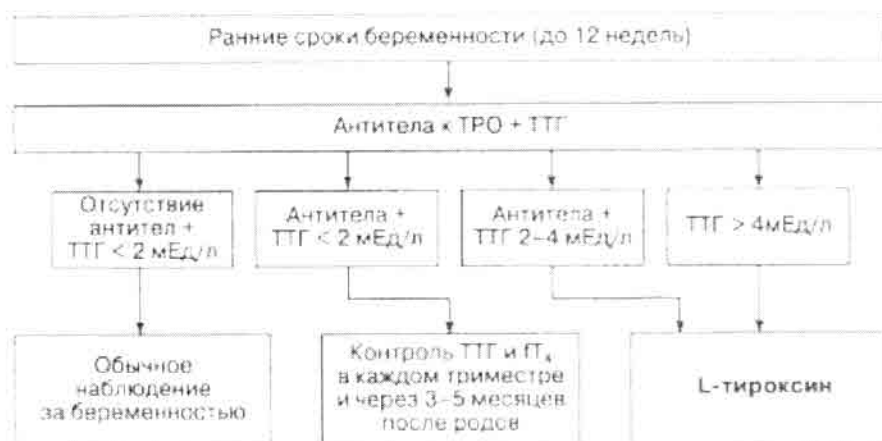 Ранние сроки беременности (до 12 недель)
Антитела к ТРО + ТТГ
Отсутствие
антител +
ТТГ < 2 мЕд/л
Антитела +
ТТГ < 2 мЕд/л
Антитела +
ТТГ 2–4 мЕд/л
ТТГ > 4мЕд/л
Обычное
наблюдение
за беременностью
Контроль ТТГ и fT₄
в каждом триместре
и через 3–5 месяцев
после родов
L-тироксин